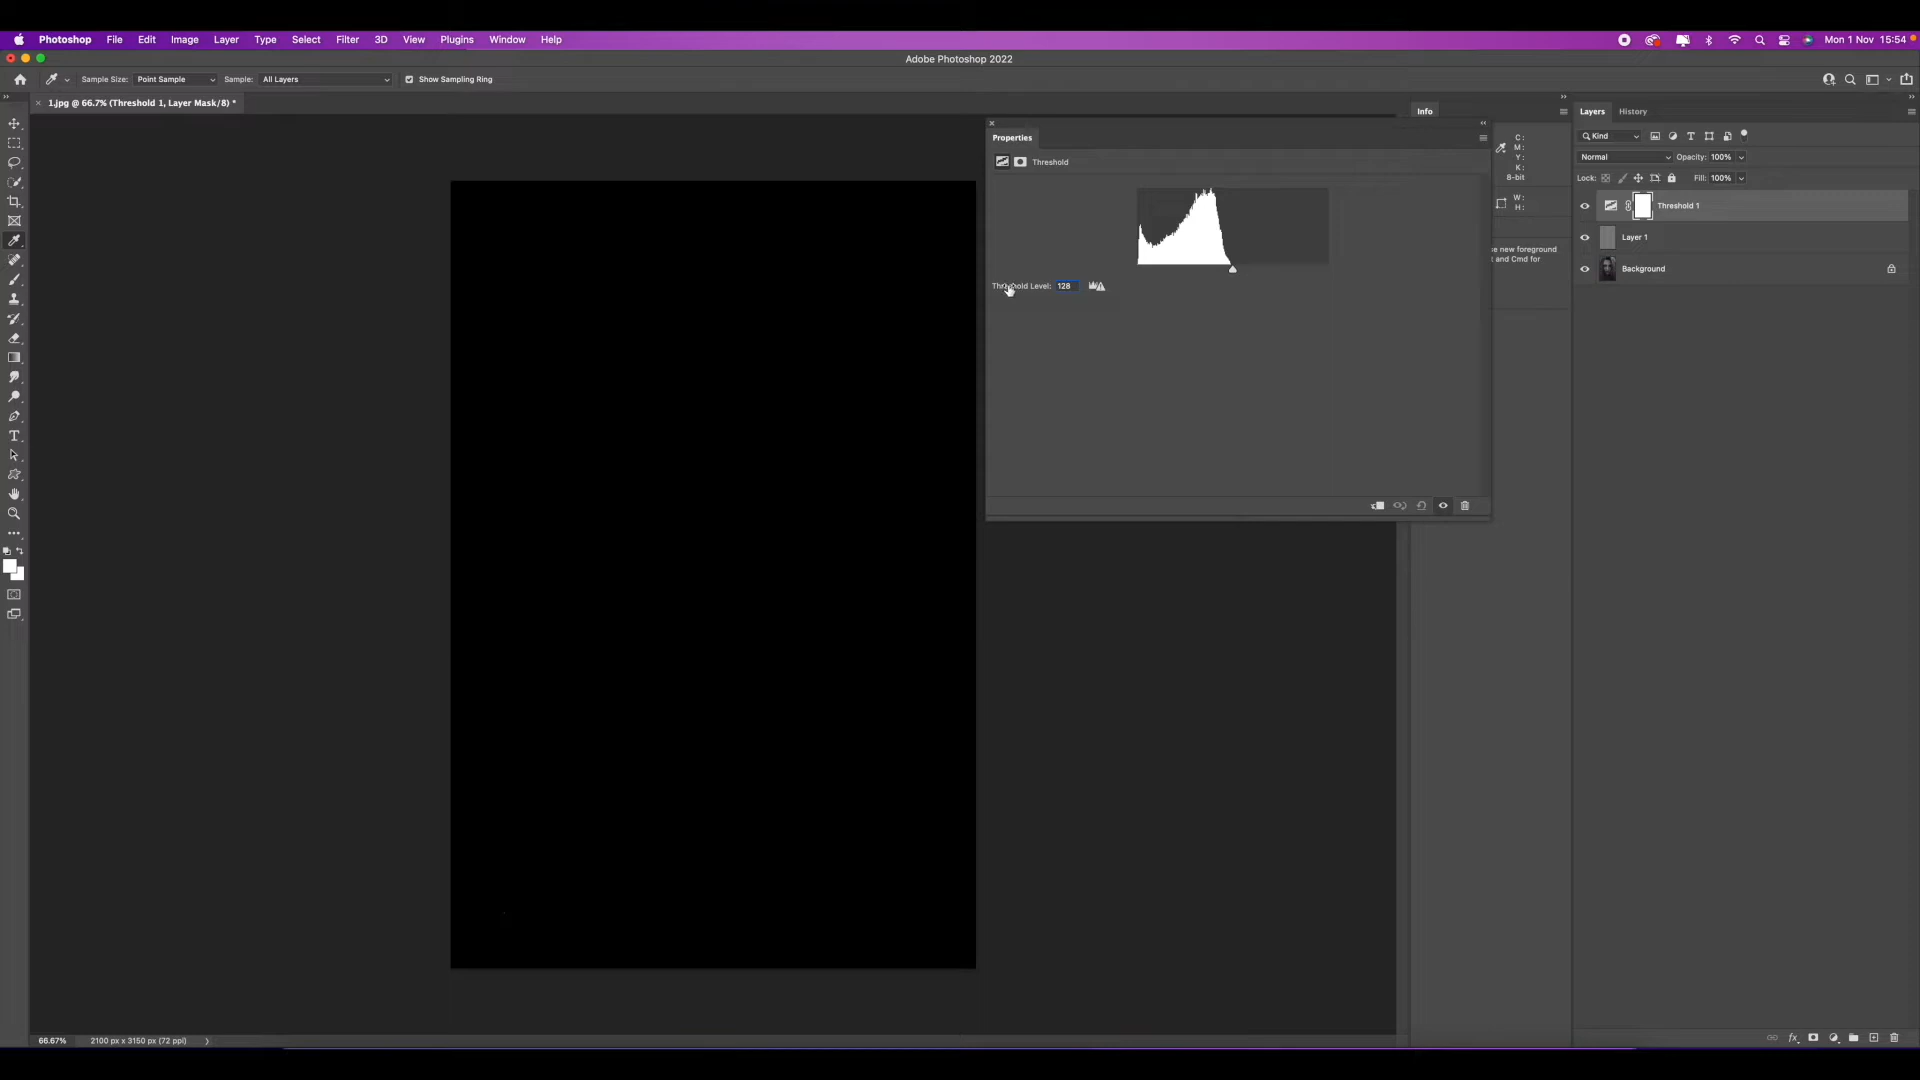 Photoshop File Edit Image Layer Type Select Filter 3D View Plugins Window Help Mon 1 Nov 15:54
Adobe Photoshop 2022
Sample Size: Point Sample Sample: All Layers Show Sampling Ring
1.jpg @ 66.7% (Threshold 1, Layer Mask/8) *
Info
Layers History
Properties
C:
M:
Y:
K:
8-bit
Kind
Threshold
Normal Opacity: 100%
Lock: Fill: 100%
W:
H:
Threshold 1
Layer 1
new foreground
and Cmd for
Background
Threshold Level: 128
T
66.67% 2100 px x 3150 px (72 ppi)
fx